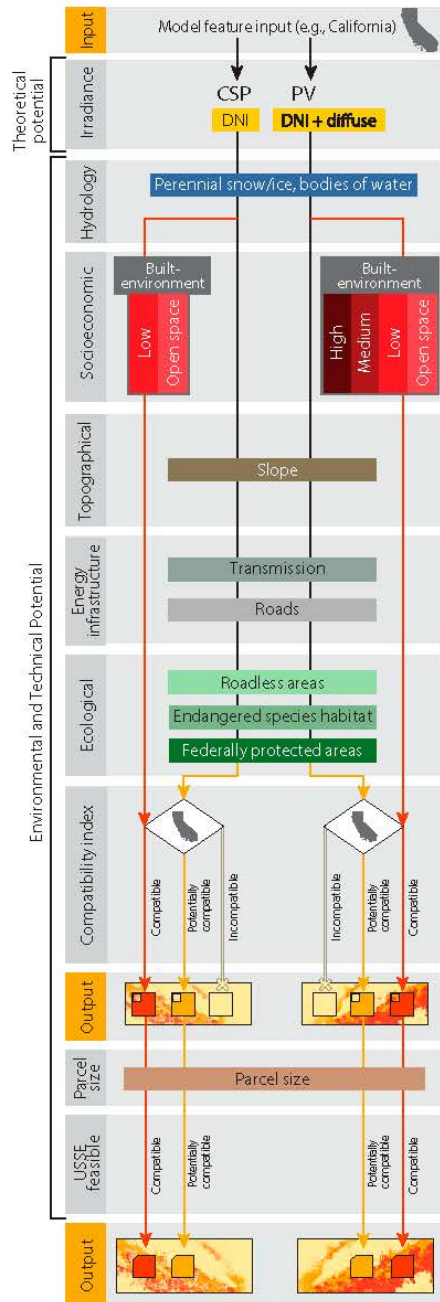 Input
Model feature input (e.g., California)
Theoretical
potential
Irradiance
CSP
PV
DNI
DNI + diffuse
Environmental and Technical Potential
Hydrology
Perennial snow/ice, bodies of water
Socioeconomic
Built-
environment
Low
Open space
Built-
environment
High
Medium
Low
Open space
Topographical
Slope
Energy
infrastructure
Transmission
Roads
Ecological
Roadless areas
Endangered species habitat
Federally protected areas
Compatibility index
Compatible
Potentially
compatible
Incompatible
Incompatible
Potentially
compatible
Compatible
Output
Parcel
size
Parcel size
USSE
feasible
Compatible
Potentially
compatible
Potentially
compatible
Compatible
Output